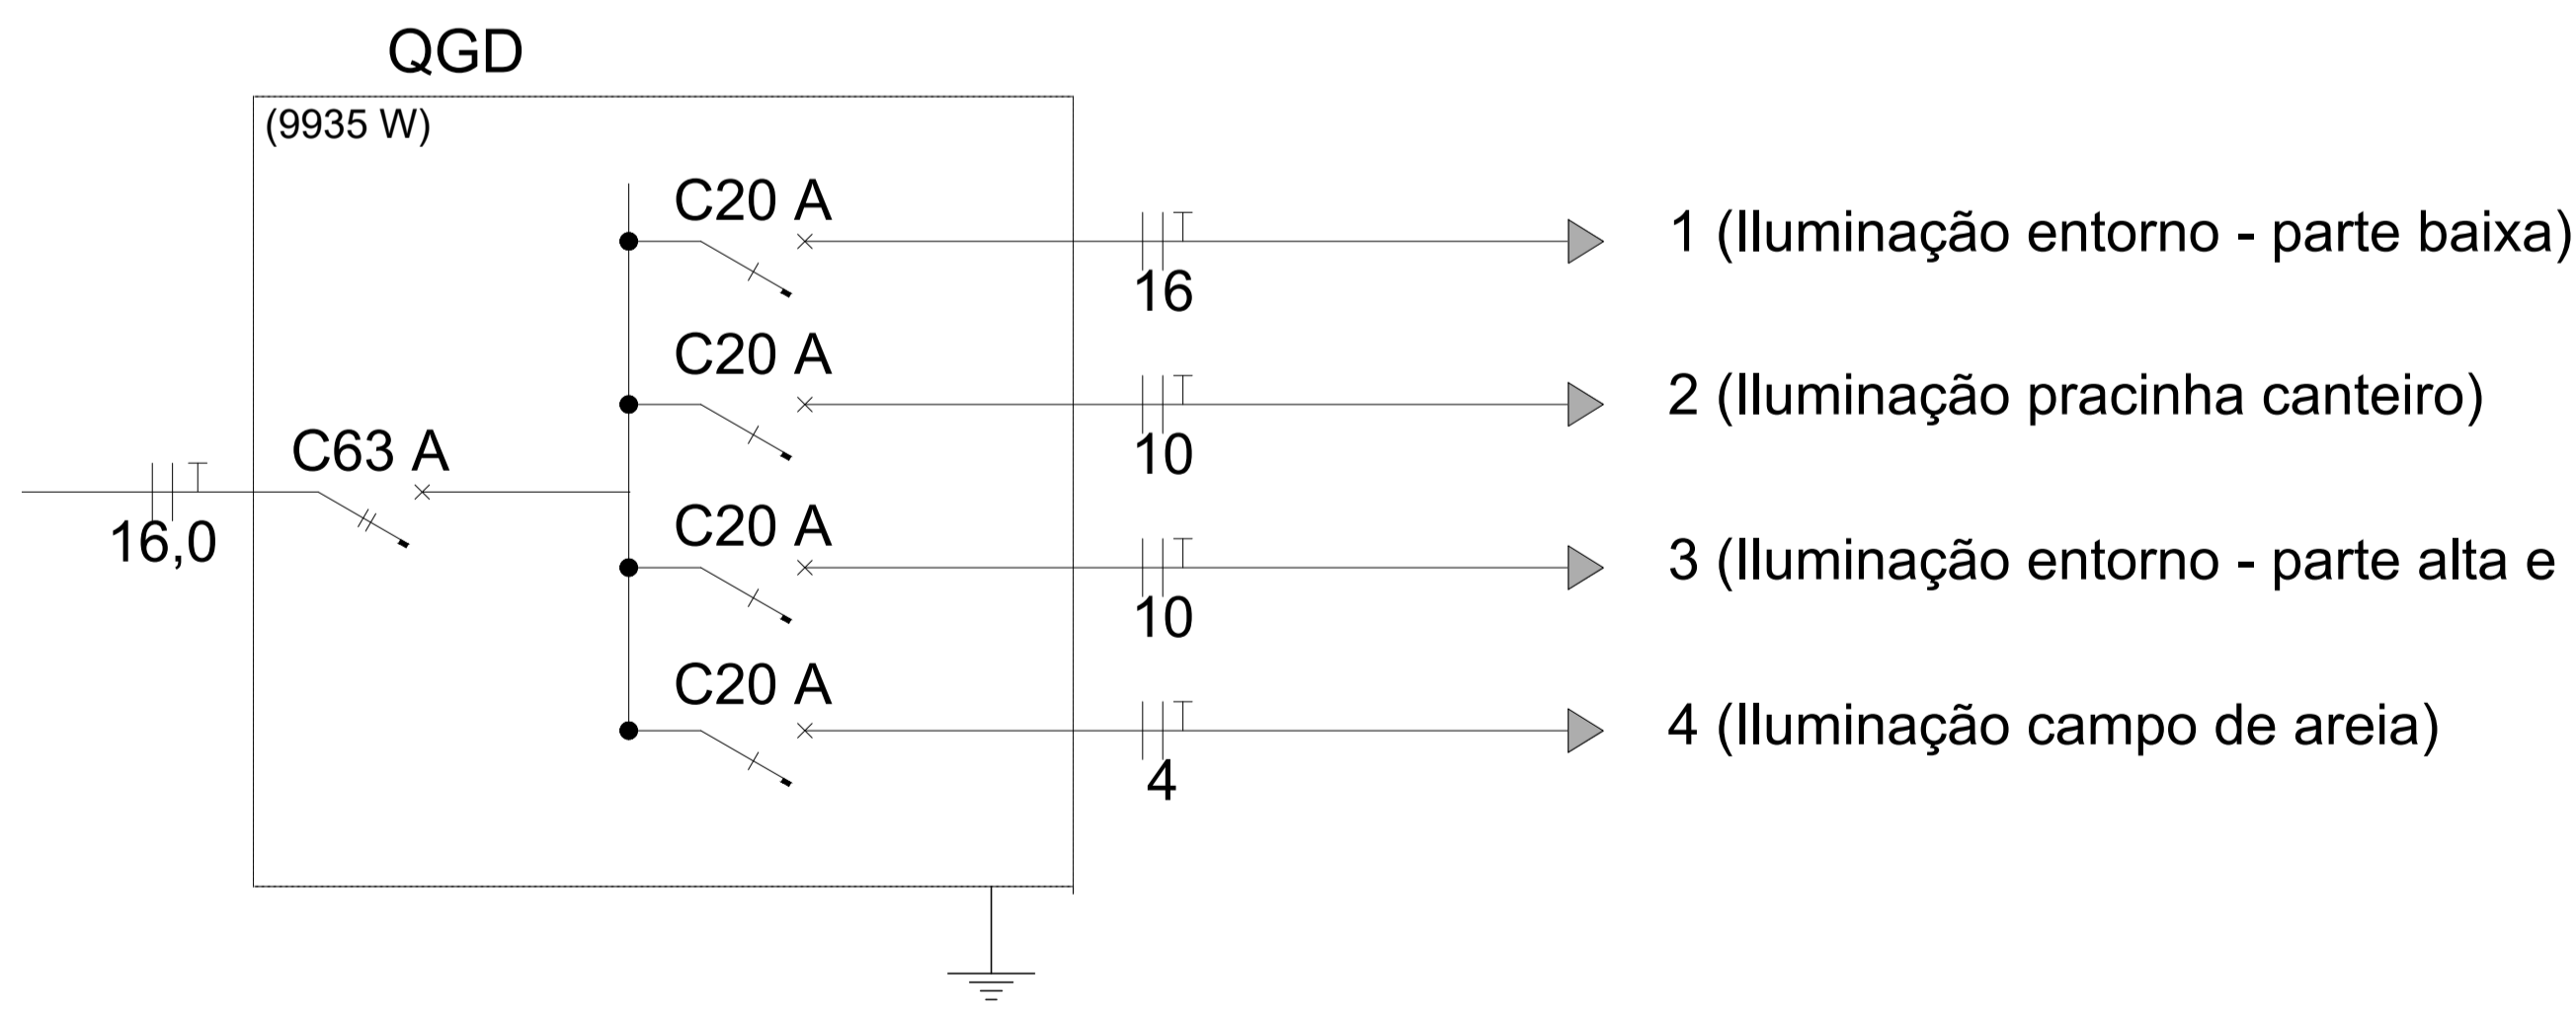 QGD
(9935 W)
C20 A
16
1 (Iluminação entorno - parte baixa)
C20 A
10
2 (Iluminação pracinha canteiro)
C63 A
16,0
C20 A
10
3 (Iluminação entorno - parte alta e
C20 A
4
4 (Iluminação campo de areia)